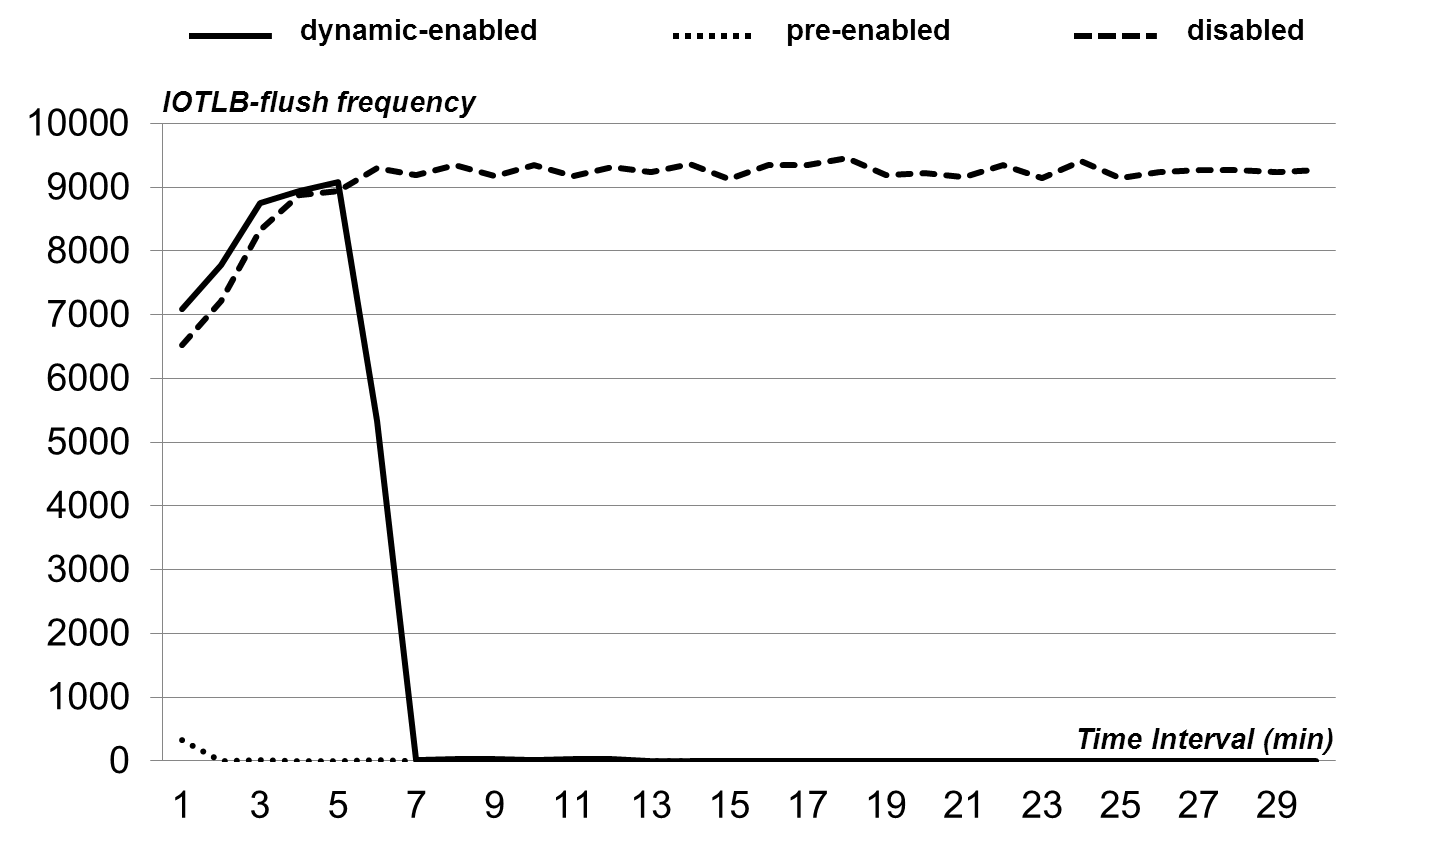 dynamic-enabled pre-enabled disabled
IOTLB-flush frequency
10000
9000
8000
7000
6000
5000
4000
3000
2000
1000
0
Time Interval (min)
1 3 5 7 9 11 13 15 17 19 21 23 25 27 29